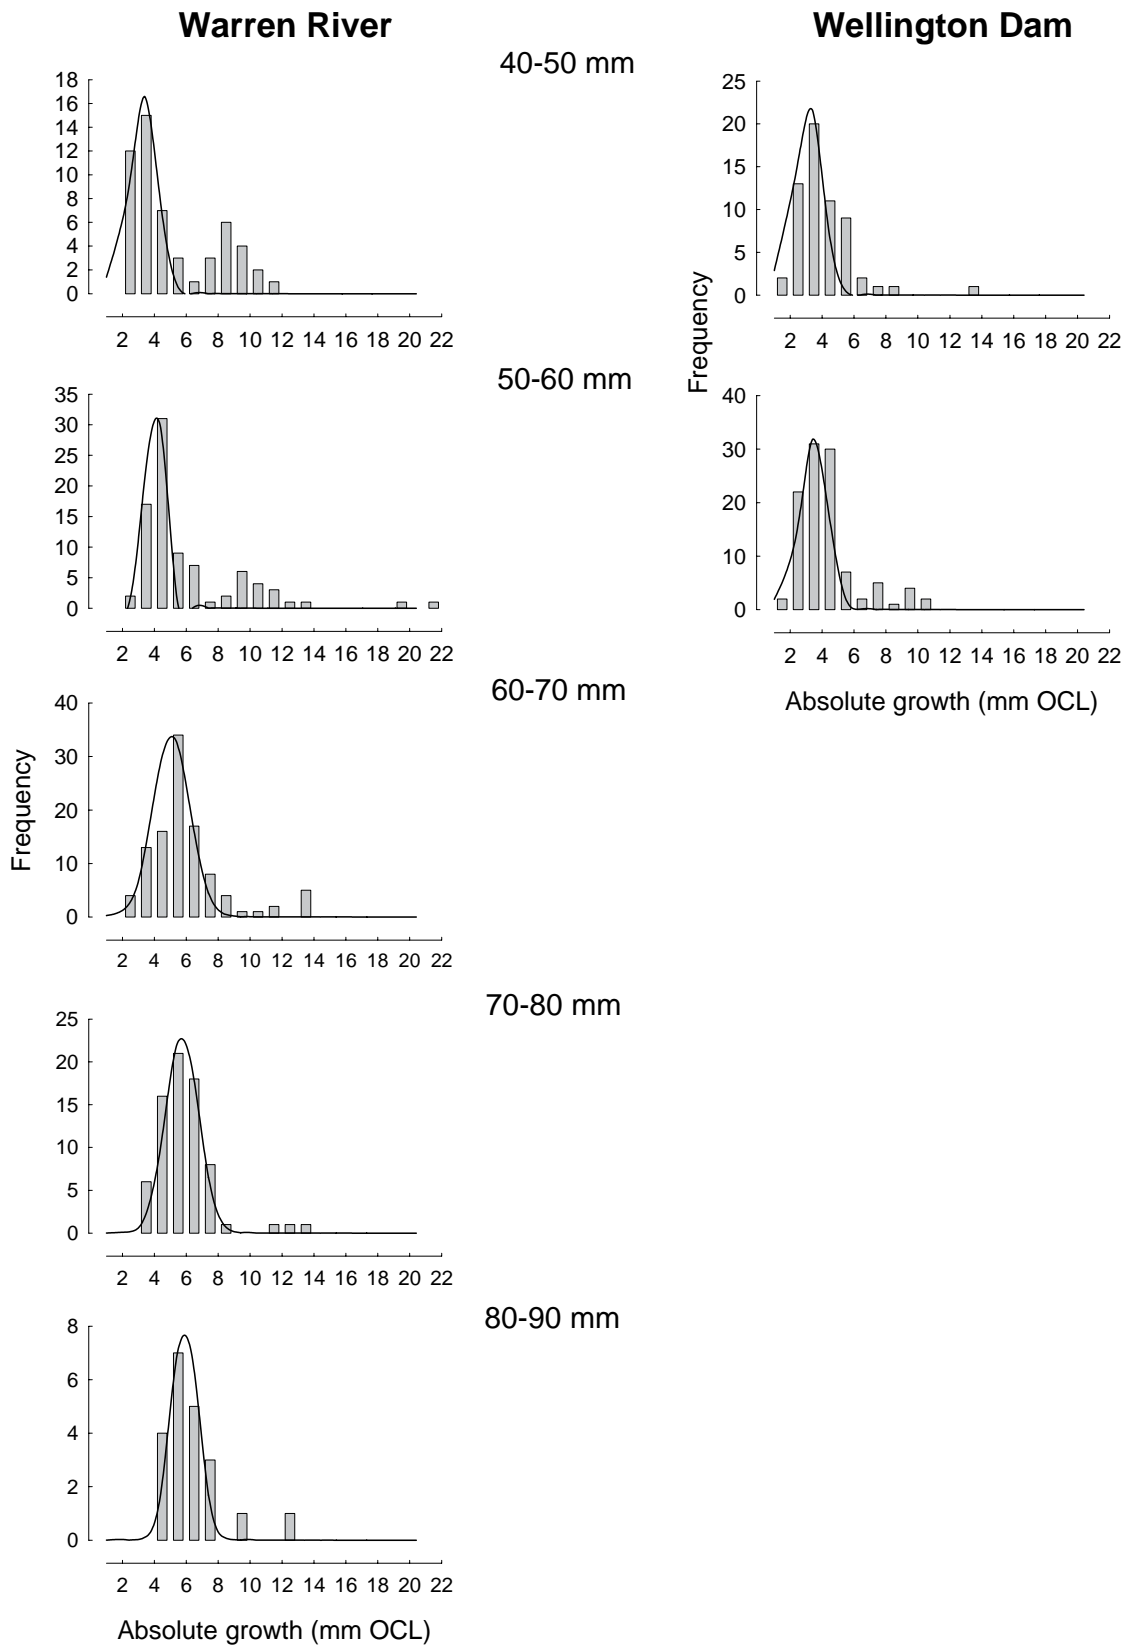 Warren River
Wellington Dam
40-50 mm
18
16
14
12
10
8
6
4
2
0
2 4 6 8 10 12 14 16 18 20 22
25
20
15
10
5
0
2 4 6 8 10 12 14 16 18 20 22
Frequency
50-60 mm
35
30
25
20
15
10
5
0
2 4 6 8 10 12 14 16 18 20 22
40
30
20
10
0
2 4 6 8 10 12 14 16 18 20 22
Absolute growth (mm OCL)
60-70 mm
Frequency
40
30
20
10
0
2 4 6 8 10 12 14 16 18 20 22
70-80 mm
25
20
15
10
5
0
2 4 6 8 10 12 14 16 18 20 22
80-90 mm
8
6
4
2
0
2 4 6 8 10 12 14 16 18 20 22
Absolute growth (mm OCL)